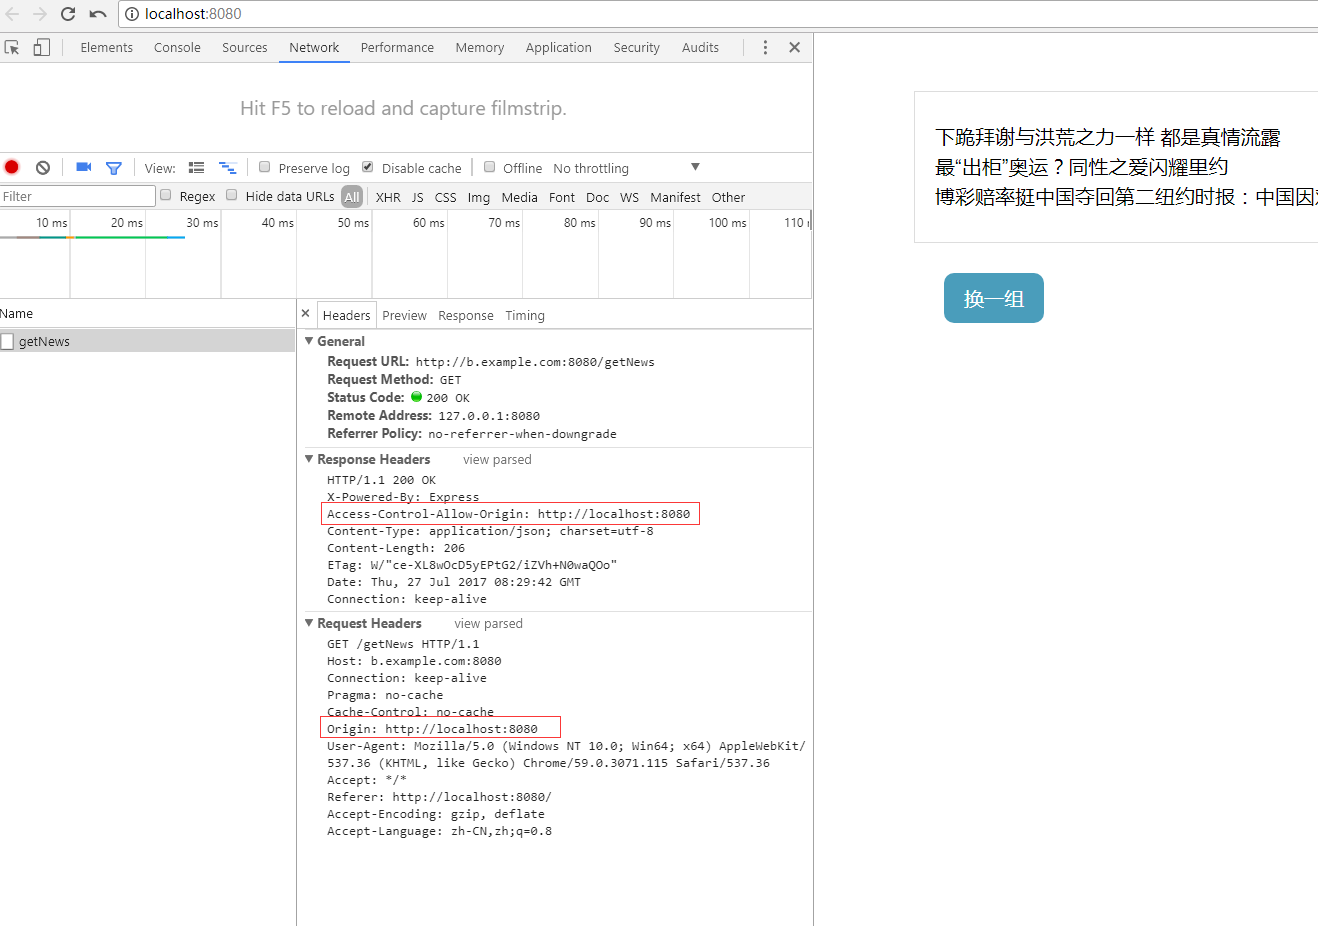 localhost:8080
Elements Console Sources Network Performance Memory Application Security Audits
Hit F5 to reload and capture filmstrip.
View: Preserve log Disable cache Offline No throttling
Filter Regex Hide data URLs All XHR JS CSS Img Media Font Doc WS Manifest Other
10 ms 20 ms 30 ms 40 ms 50 ms 60 ms 70 ms 80 ms 90 ms 100 ms 110
Name
getNews
Headers Preview Response Timing
General
Request URL: http://b.example.com:8080/getNews
Request Method: GET
Status Code: 200 OK
Remote Address: 127.0.0.1:8080
Referrer Policy: no-referrer-when-downgrade
Response Headers view parsed
HTTP/1.1 200 OK
X-Powered-By: Express
Access-Control-Allow-Origin: http://localhost:8080
Content-Type: application/json; charset=utf-8
Content-Length: 206
ETag: W/"ce-XL8wOcD5yEPtG2/iZVh+N0waQOo"
Date: Thu, 27 Jul 2017 08:29:42 GMT
Connection: keep-alive
Request Headers view parsed
GET /getNews HTTP/1.1
Host: b.example.com:8080
Connection: keep-alive
Pragma: no-cache
Cache-Control: no-cache
Origin: http://localhost:8080
User-Agent: Mozilla/5.0 (Windows NT 10.0; Win64; x64) AppleWebKit/
537.36 (KHTML, like Gecko) Chrome/59.0.3071.115 Safari/537.36
Accept: */*
Referer: http://localhost:8080/
Accept-Encoding: gzip, deflate
Accept-Language: zh-CN,zh;q=0.8
下跪拜谢与洪荒之力一样 都是真情流露
最“出柜”奥运？同性之爱闪耀里约
博彩赔率挺中国夺回第二纽约时报：中国因
换一组